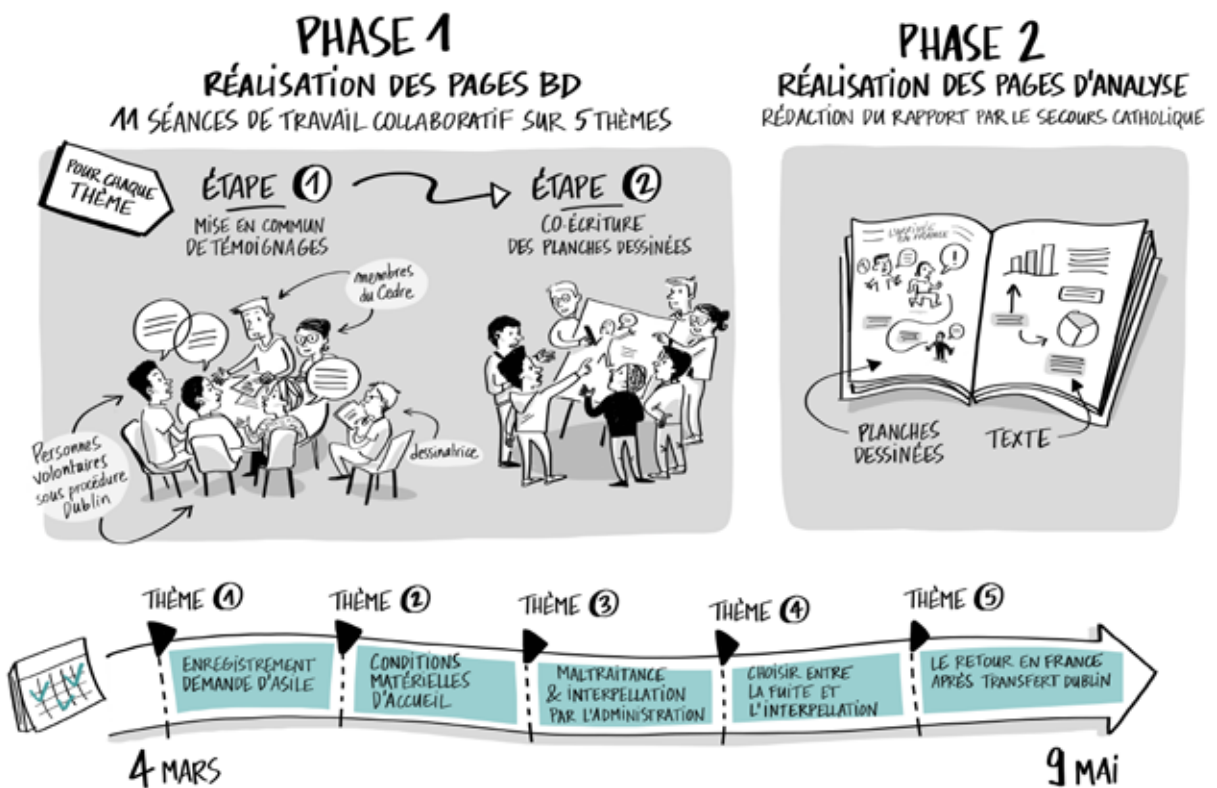 PHASE 1
RÉALISATION DES PAGES BD
11 SÉANCES DE TRAVAIL COLLABORATIF SUR 5 THÈMES
POUR CHAQUE
THÈME
ÉTAPE 1
MISE EN COMMUN
DE TÉMOIGNAGES
ÉTAPE 2
CO-ÉCRITURE
DES PLANCHES DESSINÉES
membres
du Cedre
Personnes
volontaires
sous procédure
Dublin
dessinatrice
PHASE 2
RÉALISATION DES PAGES D'ANALYSE
RÉDACTION DU RAPPORT PAR LE SECOURS CATHOLIQUE
L'ARRIVÉE
EN FRANCE
!
PLANCHES
DESSINÉES
TEXTE
THÈME 1
THÈME 2
THÈME 3
THÈME 4
THÈME 5
ENREGISTREMENT
DEMANDE D'ASILE
CONDITIONS
MATÉRIELLES
D'ACCUEIL
MALTRAITANCE
& INTERPELLATION
PAR L'ADMINISTRATION
CHOISIR ENTRE
LA FUITE ET
L'INTERPELLATION
LE RETOUR EN FRANCE
APRÈS TRANSFERT DUBLIN
4 MARS
9 MAI